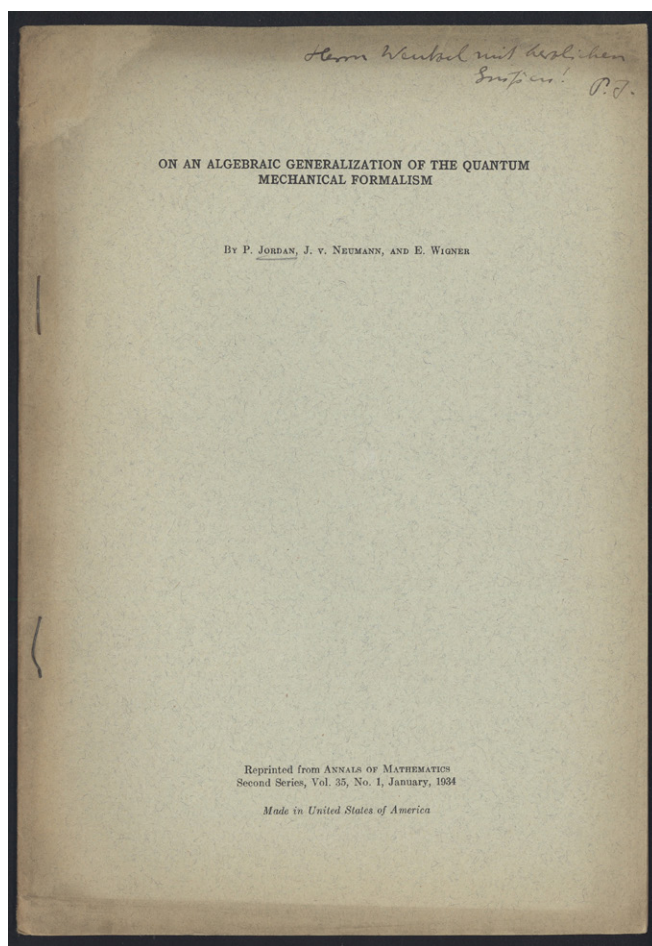 Herrn Wentzel mit herzlichen
Grüßen!
P. J.
ON AN ALGEBRAIC GENERALIZATION OF THE QUANTUM
MECHANICAL FORMALISM
By P. Jordan, J. v. Neumann, and E. Wigner
Reprinted from Annals of Mathematics
Second Series, Vol. 35, No. 1, January, 1934
Made in United States of America